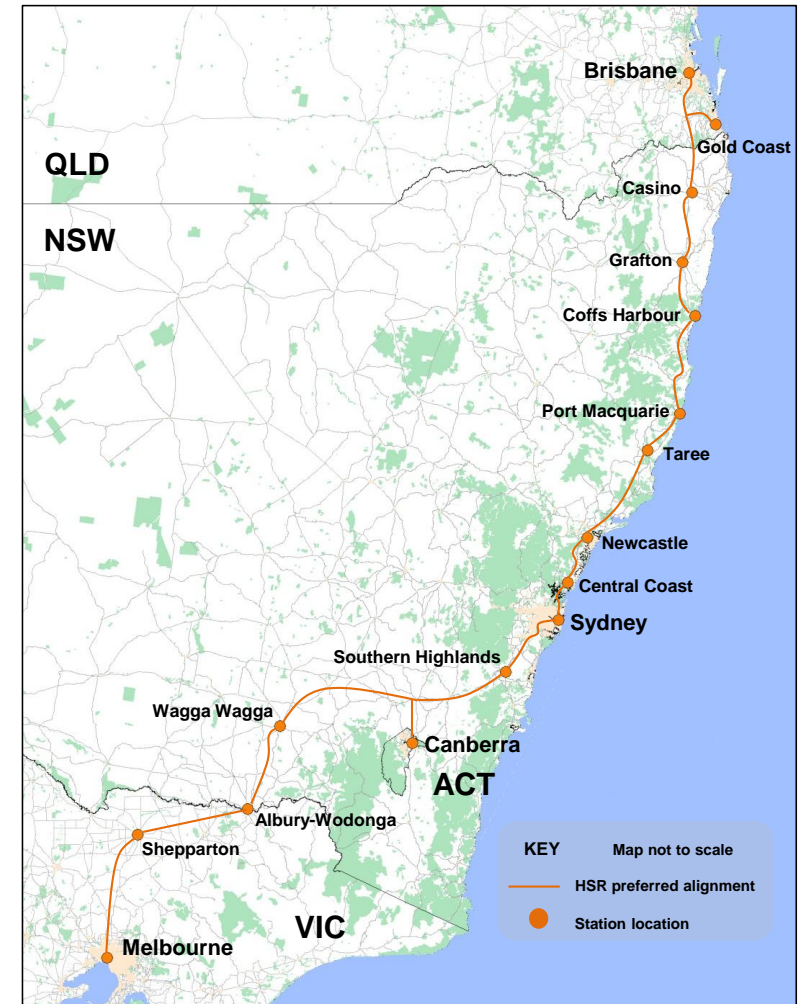 Brisbane
Gold Coast
QLD
Casino
NSW
Grafton
Coffs Harbour
Port Macquarie
Taree
Newcastle
Central Coast
Sydney
Southern Highlands
Wagga Wagga
Canberra
ACT
Albury-Wodonga
Shepparton
KEY Map not to scale
HSR preferred alignment
Station location
VIC
Melbourne